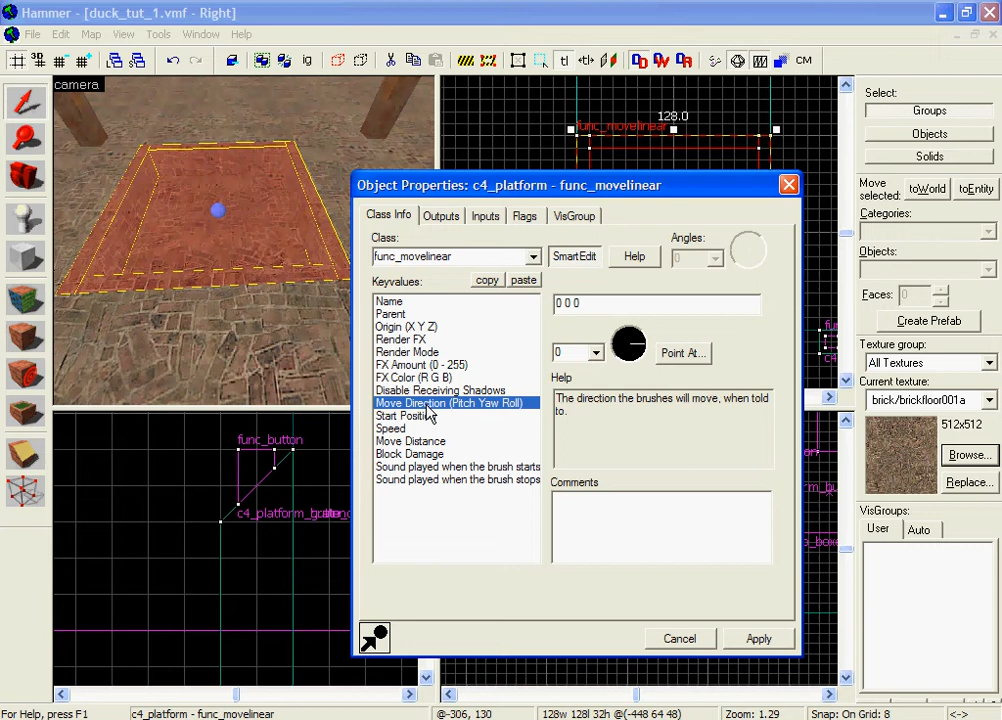 Hammer - [duck_tut_1.vmf - Right]
File Edit Map View Tools Window Help
3D
ig
tl
CM
camera
128.0
func_movelinear
Object Properties: c4_platform - func_movelinear
Class Info Outputs Inputs Flags VisGroup
Class:
func_movelinear
SmartEdit Help
Angles:
0
Keyvalues: copy paste
Name
Parent
Origin (X Y Z)
Render FX
Render Mode
FX Amount (0 - 255)
FX Color (R G B)
Disable Receiving Shadows
Move Direction (Pitch Yaw Roll)
Speed
Move Distance
Block Damage
Sound played when the brush starts
Sound played when the brush stops
0 0 0
0 Point At...
Help
The direction the brushes will move, when told to.
Comments
Cancel Apply
func_button
Select:
Groups
Objects
Solids
Move selected: toWorld toEntity
Categories:
Objects:
Faces: 0
Create Prefab
Texture group:
All Textures
Current texture:
brick/brickfloor001a
512x512
Browse...
Replace...
VisGroups:
User Auto
For Help, press F1
c4_platform - func_movelinear
@-306, 130
128w 128l 32h @(-448 64 48)
Zoom: 1.29
Snap: On Grid: 8
<->